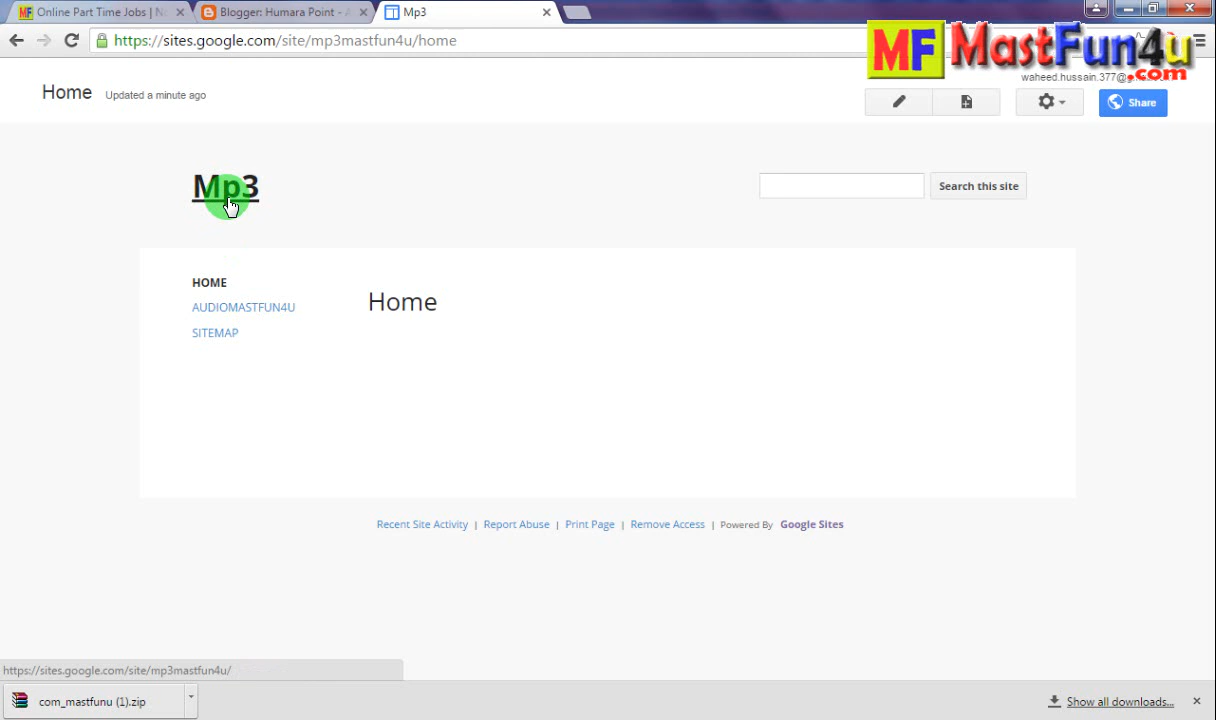 MF Online Part Time Jobs | No
Blogger: Humara Point - A
Mp3
https://sites.google.com/site/mp3mastfun4u/home
MF MastFun4u
.com
waheed.hussain.377@g
Home Updated a minute ago
Share
Mp3
Search this site
HOME
AUDIOMASTFUN4U
SITEMAP
Home
Recent Site Activity | Report Abuse | Print Page | Remove Access | Powered By Google Sites
https://sites.google.com/site/mp3mastfun4u/
com_mastfunu (1).zip
Show all downloads...